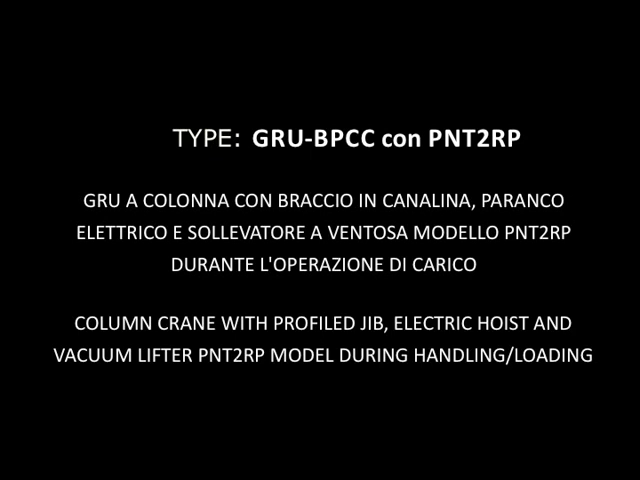 TYPE: GRU-BPCC con PNT2RP
GRU A COLONNA CON BRACCIO IN CANALINA, PARANCO
ELETTRICO E SOLLEVATORE A VENTOSA MODELLO PNT2RP
DURANTE L'OPERAZIONE DI CARICO
COLUMN CRANE WITH PROFILED JIB, ELECTRIC HOIST AND
VACUUM LIFTER PNT2RP MODEL DURING HANDLING/LOADING